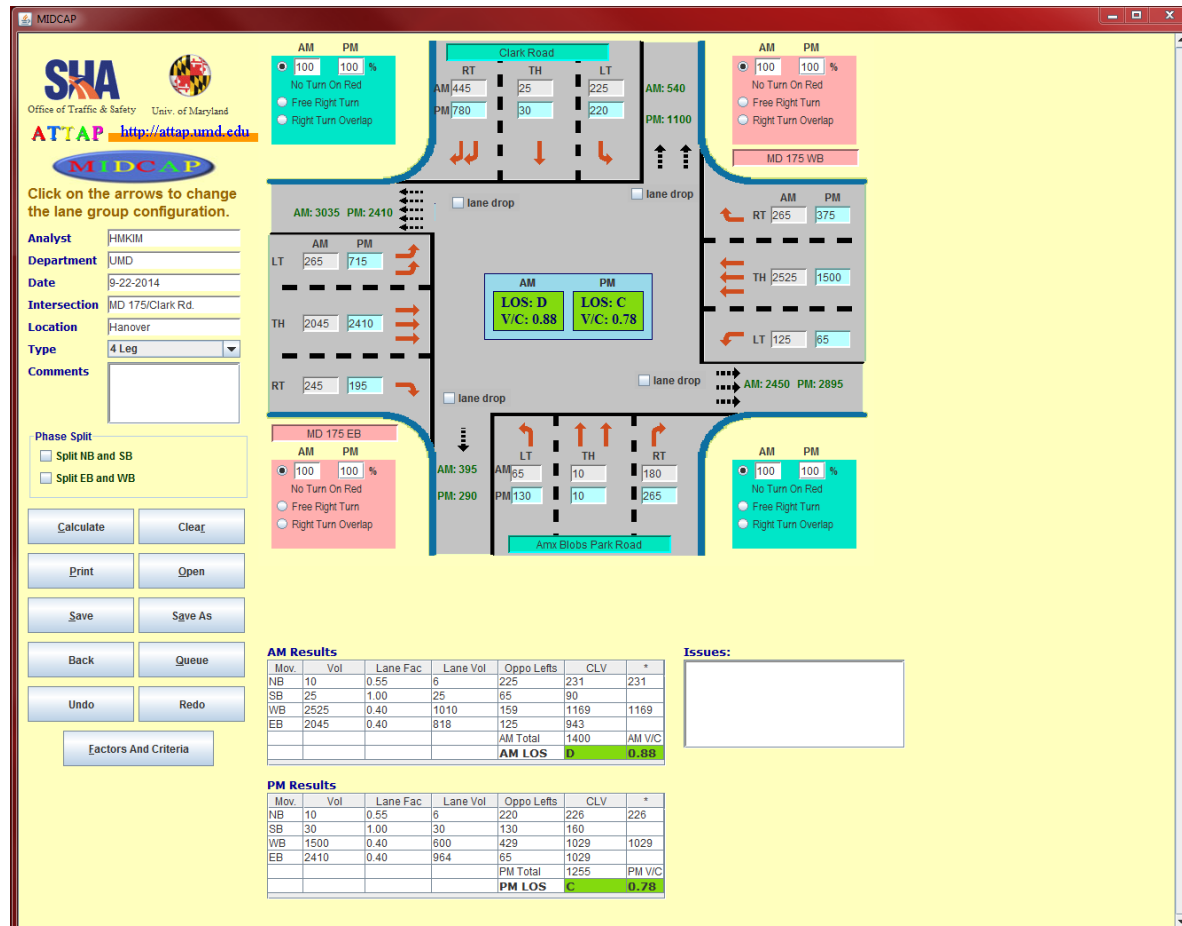 MIDCAP
SHA
Office of Traffic & Safety
Univ. of Maryland
ATTAP http://attap.umd.edu
MIDCAP
Click on the arrows to change
the lane group configuration.
Analyst HMKIM
Department UMD
Date 9-22-2014
Intersection MD 175/Clark Rd.
Location Hanover
Type 4 Leg
Comments
Phase Split
Split NB and SB
Split EB and WB
Calculate Clear
Print Open
Save Save As
Back Queue
Undo Redo
Factors And Criteria
AM PM
100 100 %
No Turn On Red
Free Right Turn
Right Turn Overlap
Clark Road
RT TH LT
AM 445 25 225
PM 780 30 220
AM: 540
PM: 1100
AM PM
100 100 %
No Turn On Red
Free Right Turn
Right Turn Overlap
MD 175 WB
AM: 3035 PM: 2410
lane drop
lane drop
AM PM
RT 265 375
TH 2525 1500
LT 125 65
AM PM
LT 265 715
TH 2045 2410
RT 245 195
AM PM
LOS: D LOS: C
V/C: 0.88 V/C: 0.78
lane drop
lane drop
AM: 2450 PM: 2895
MD 175 EB
AM PM
100 100 %
No Turn On Red
Free Right Turn
Right Turn Overlap
AM: 395
PM: 290
LT TH RT
AM 65 10 180
PM 130 10 265
Amx Blobs Park Road
AM PM
100 100 %
No Turn On Red
Free Right Turn
Right Turn Overlap
AM Results
Mov. Vol Lane Fac Lane Vol Oppo Lefts CLV *
NB 10 0.55 6 225 231 231
SB 25 1.00 25 65 90
WB 2525 0.40 1010 159 1169 1169
EB 2045 0.40 818 125 943
AM Total 1400 AM V/C
AM LOS D 0.88
Issues:
PM Results
Mov. Vol Lane Fac Lane Vol Oppo Lefts CLV *
NB 10 0.55 6 220 226 226
SB 30 1.00 30 130 160
WB 1500 0.40 600 429 1029 1029
EB 2410 0.40 964 65 1029
PM Total 1255 PM V/C
PM LOS C 0.78